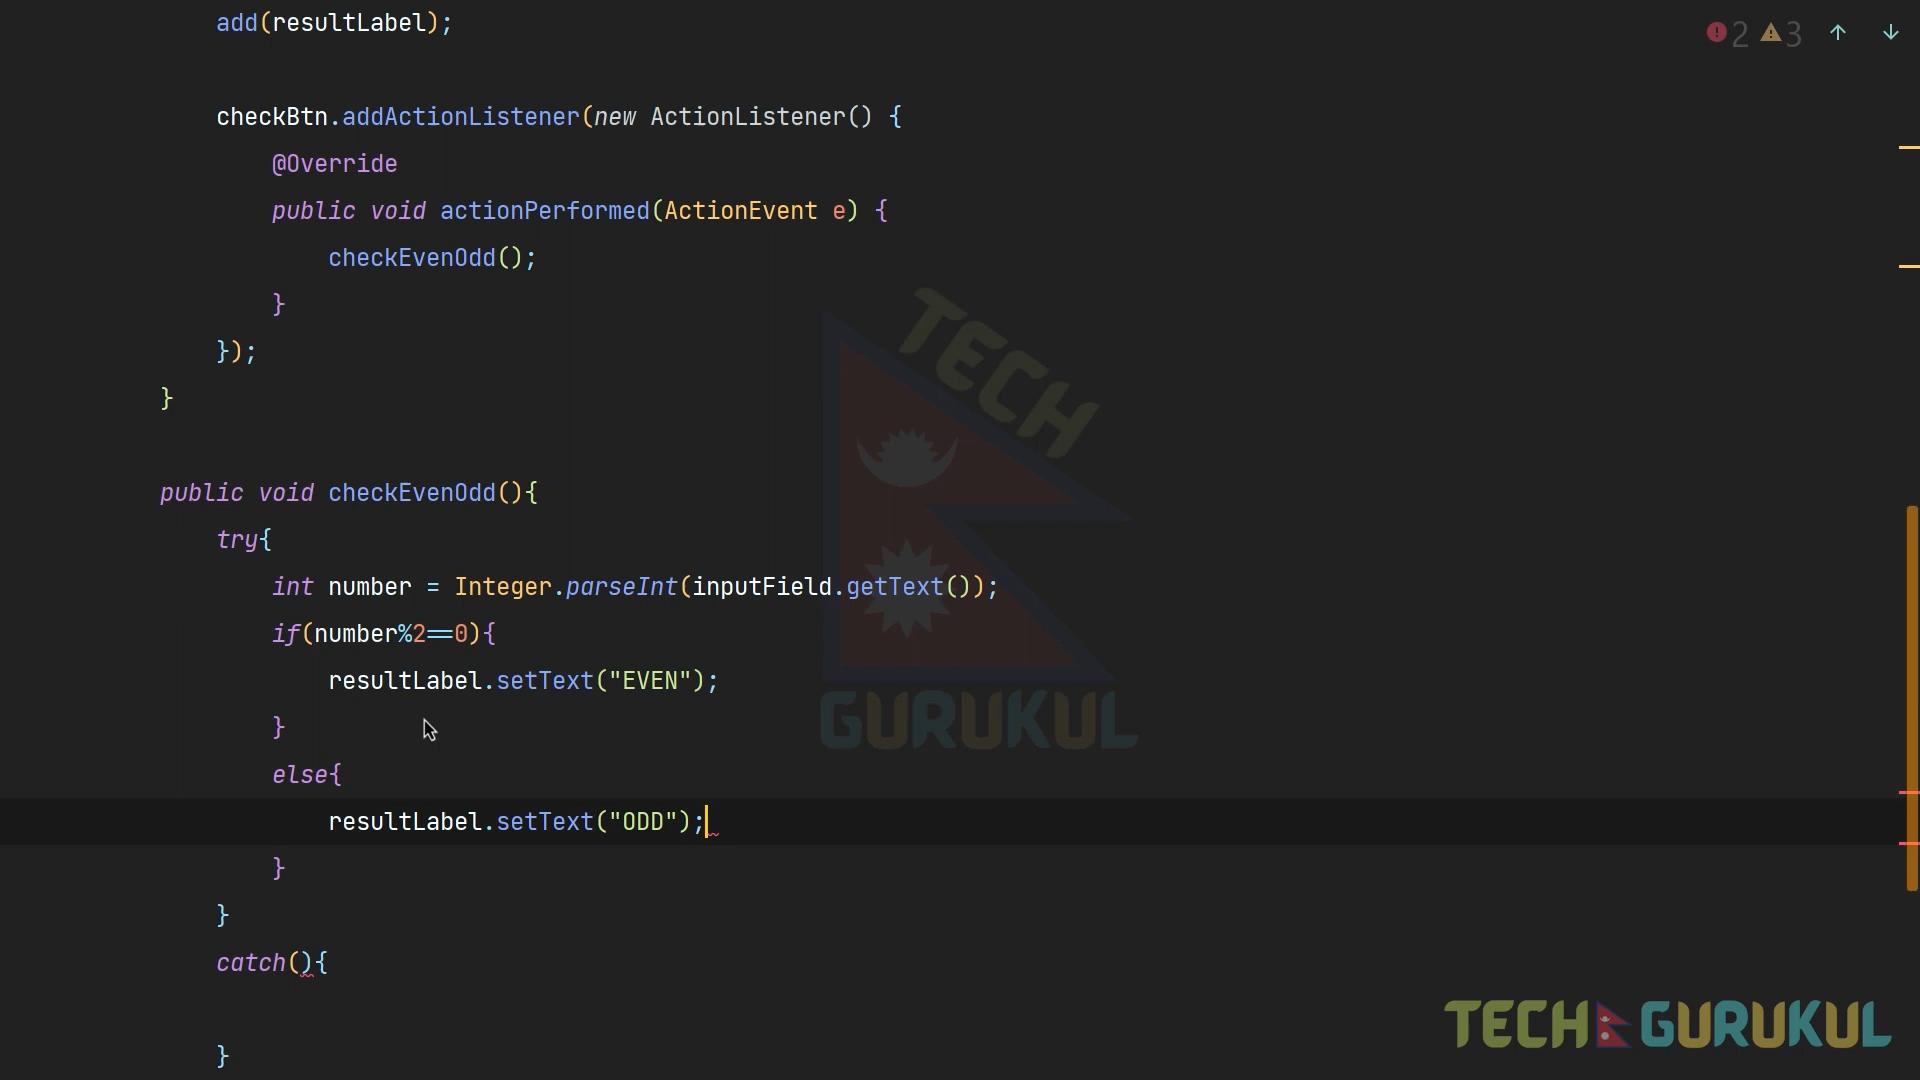 add(resultLabel);
2 3
checkBtn.addActionListener(new ActionListener() {
@Override
public void actionPerformed(ActionEvent e) {
checkEvenOdd();
}
});
}
public void checkEvenOdd(){
try{
int number = Integer.parseInt(inputField.getText());
if(number%2==0){
resultLabel.setText("EVEN");
}
else{
resultLabel.setText("ODD");
}
}
catch(){
}
TECH
GURUKUL
TECH GURUKUL